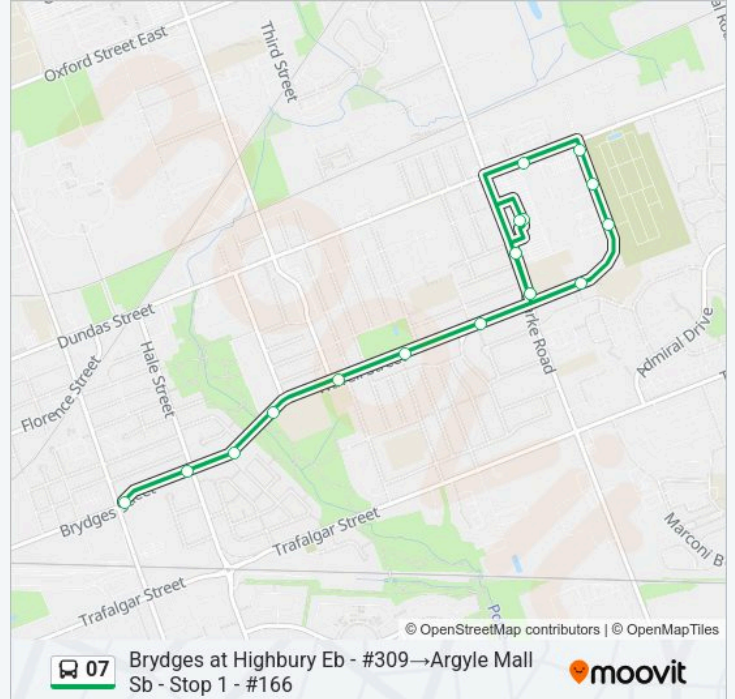 Oxford Street East
Third Street
Dundas Street
Hale Street
Florence Street
rke Road
Admiral Drive
Brydges
Trafalgar Street
Marconi B
Trafalgar Street
© OpenStreetMap contributors | © OpenMapTiles
07
Brydges at Highbury Eb - #309→Argyle Mall
Sb - Stop 1 - #166
moovit